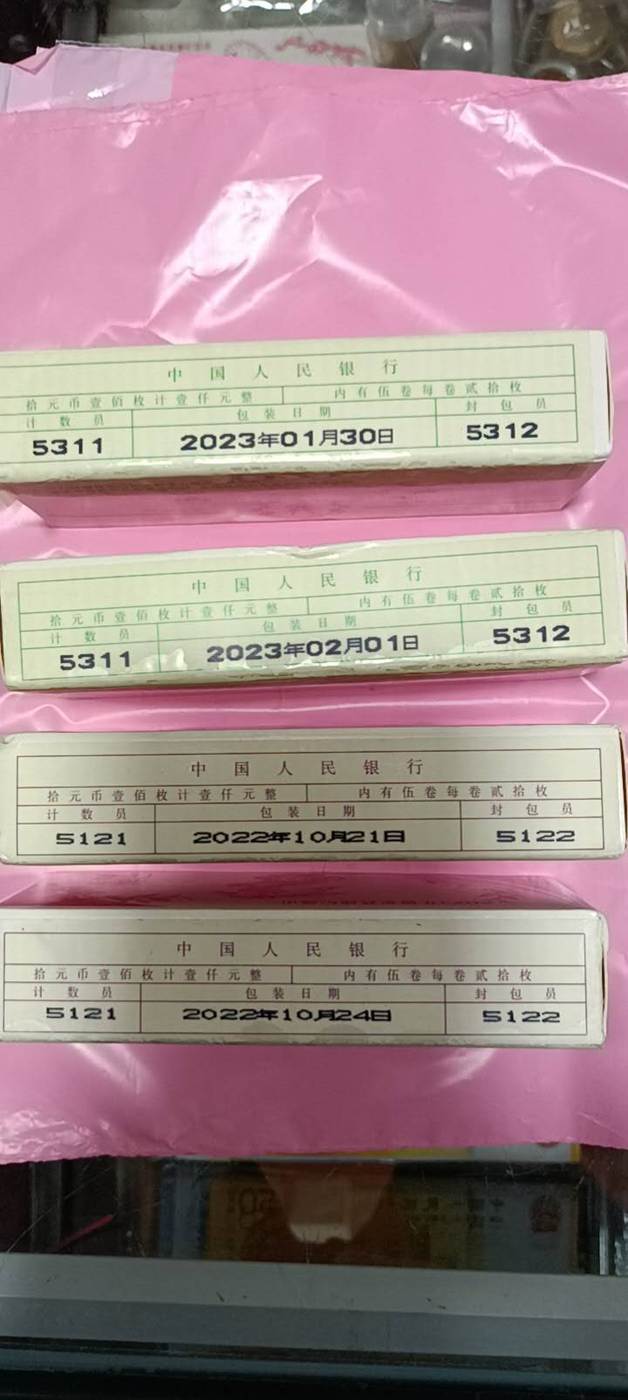 中国人民银行
拾元币壹佰枚计壹仟元整 内有伍卷每卷贰拾枚
计数员 包装日期 封包员
5311 2023年01月30日 5312
中国人民银行
拾元币壹佰枚计壹仟元整 内有伍卷每卷贰拾枚
计数员 包装日期 封包员
5311 2023年02月01日 5312
中国人民银行
拾元币壹佰枚计壹仟元整 内有伍卷每卷贰拾枚
计数员 包装日期 封包员
5121 2022年10月21日 5122
中国人民银行
拾元币壹佰枚计壹仟元整 内有伍卷每卷贰拾枚
计数员 包装日期 封包员
5121 2022年10月24日 5122